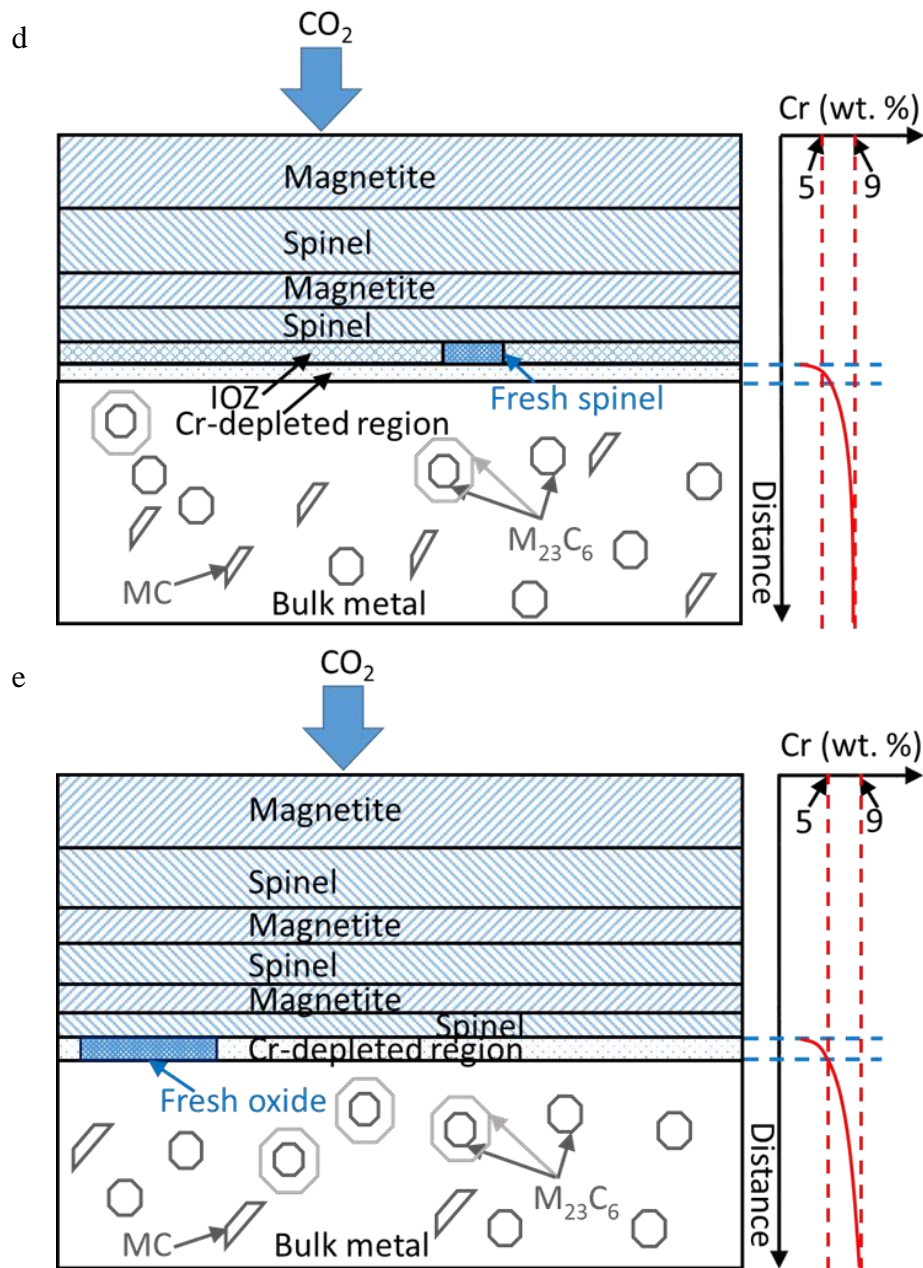 d
CO₂
Cr (wt. %)
5
9
Magnetite
Spinel
Magnetite
Spinel
IOZ
Fresh spinel
Cr-depleted region
M₂₃C₆
MC
Bulk metal
Distance
e
CO₂
Cr (wt. %)
5
9
Magnetite
Spinel
Magnetite
Spinel
Magnetite
Spinel
Cr-depleted region
Fresh oxide
M₂₃C₆
MC
Bulk metal
Distance